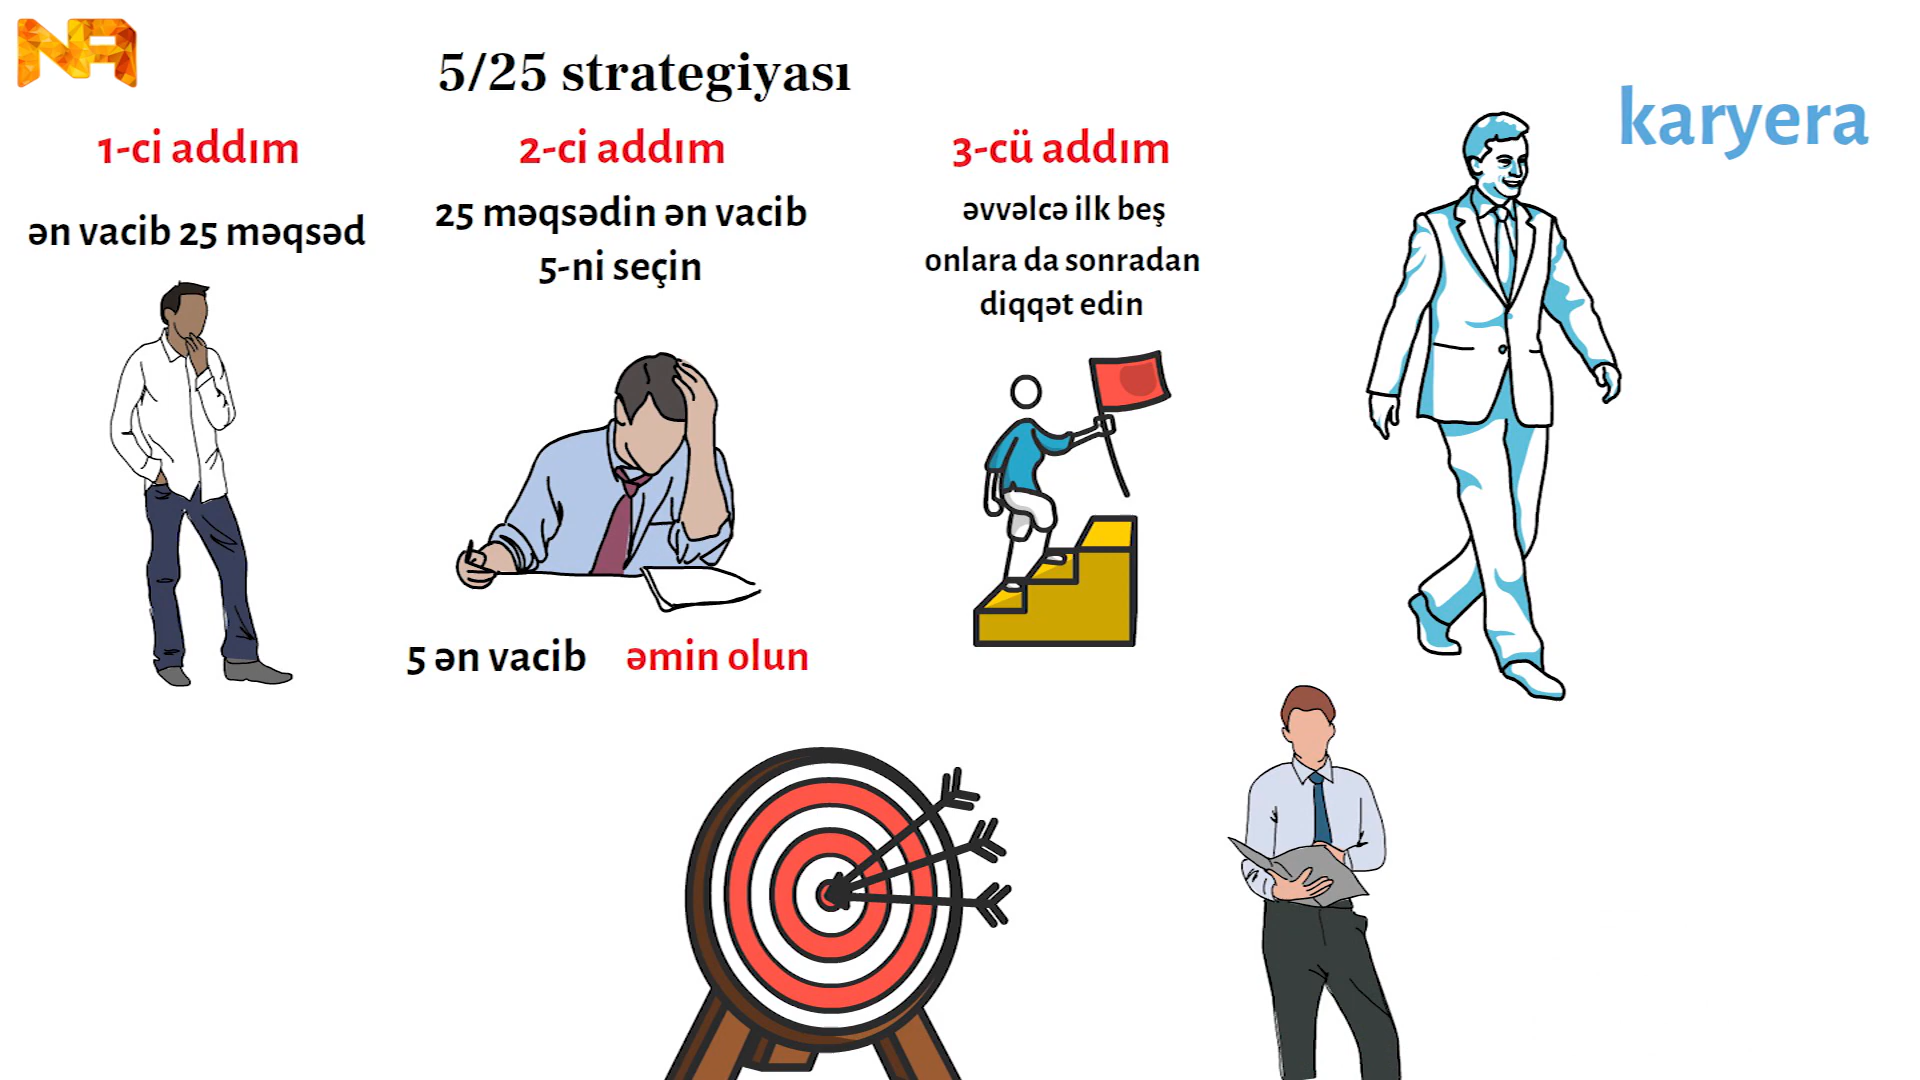 NA
5/25 strategiyası
karyera
1-ci addım
ən vacib 25 məqsəd
2-ci addım
25 məqsədin ən vacib
5-ni seçin
5 ən vacib əmin olun
3-cü addım
əvvəlcə ilk beş
onlara da sonradan
diqqət edin